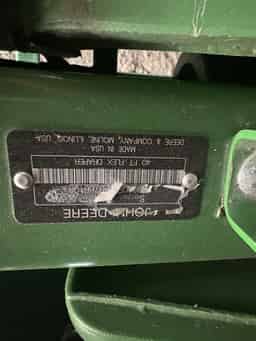 JOHN DEERE
40 FT FLEX DRAPER
- MADE IN USA -
DEERE & COMPANY, MOLINE, ILLINOIS, USA